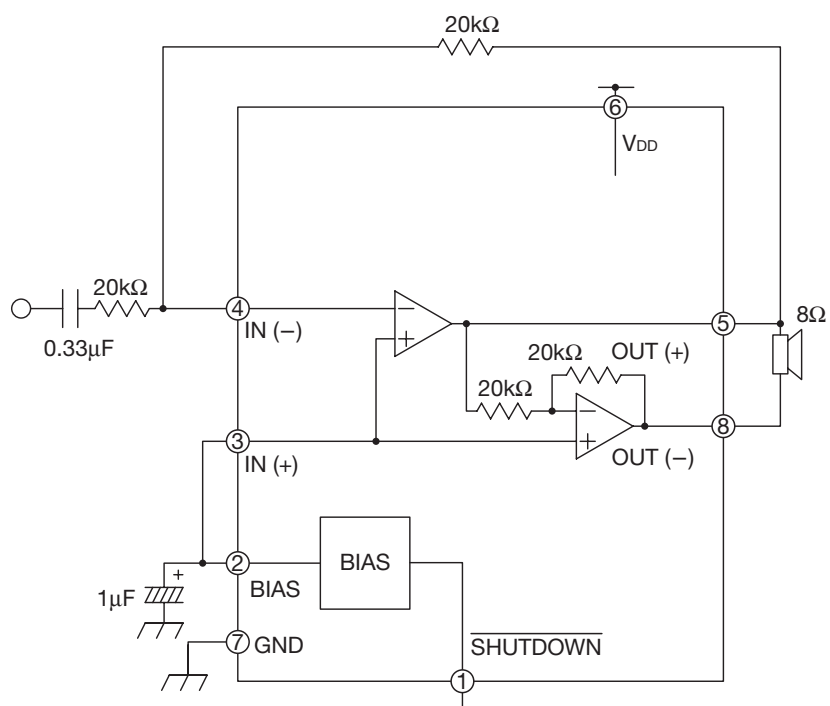 20kΩ
6
VDD
20kΩ
4
5
8Ω
0.33μF
IN (−)
−
+
20kΩ
OUT (+)
20kΩ
−
3
+
8
IN (+)
OUT (−)
2
BIAS
+
1μF
BIAS
7
GND
SHUTDOWN
1